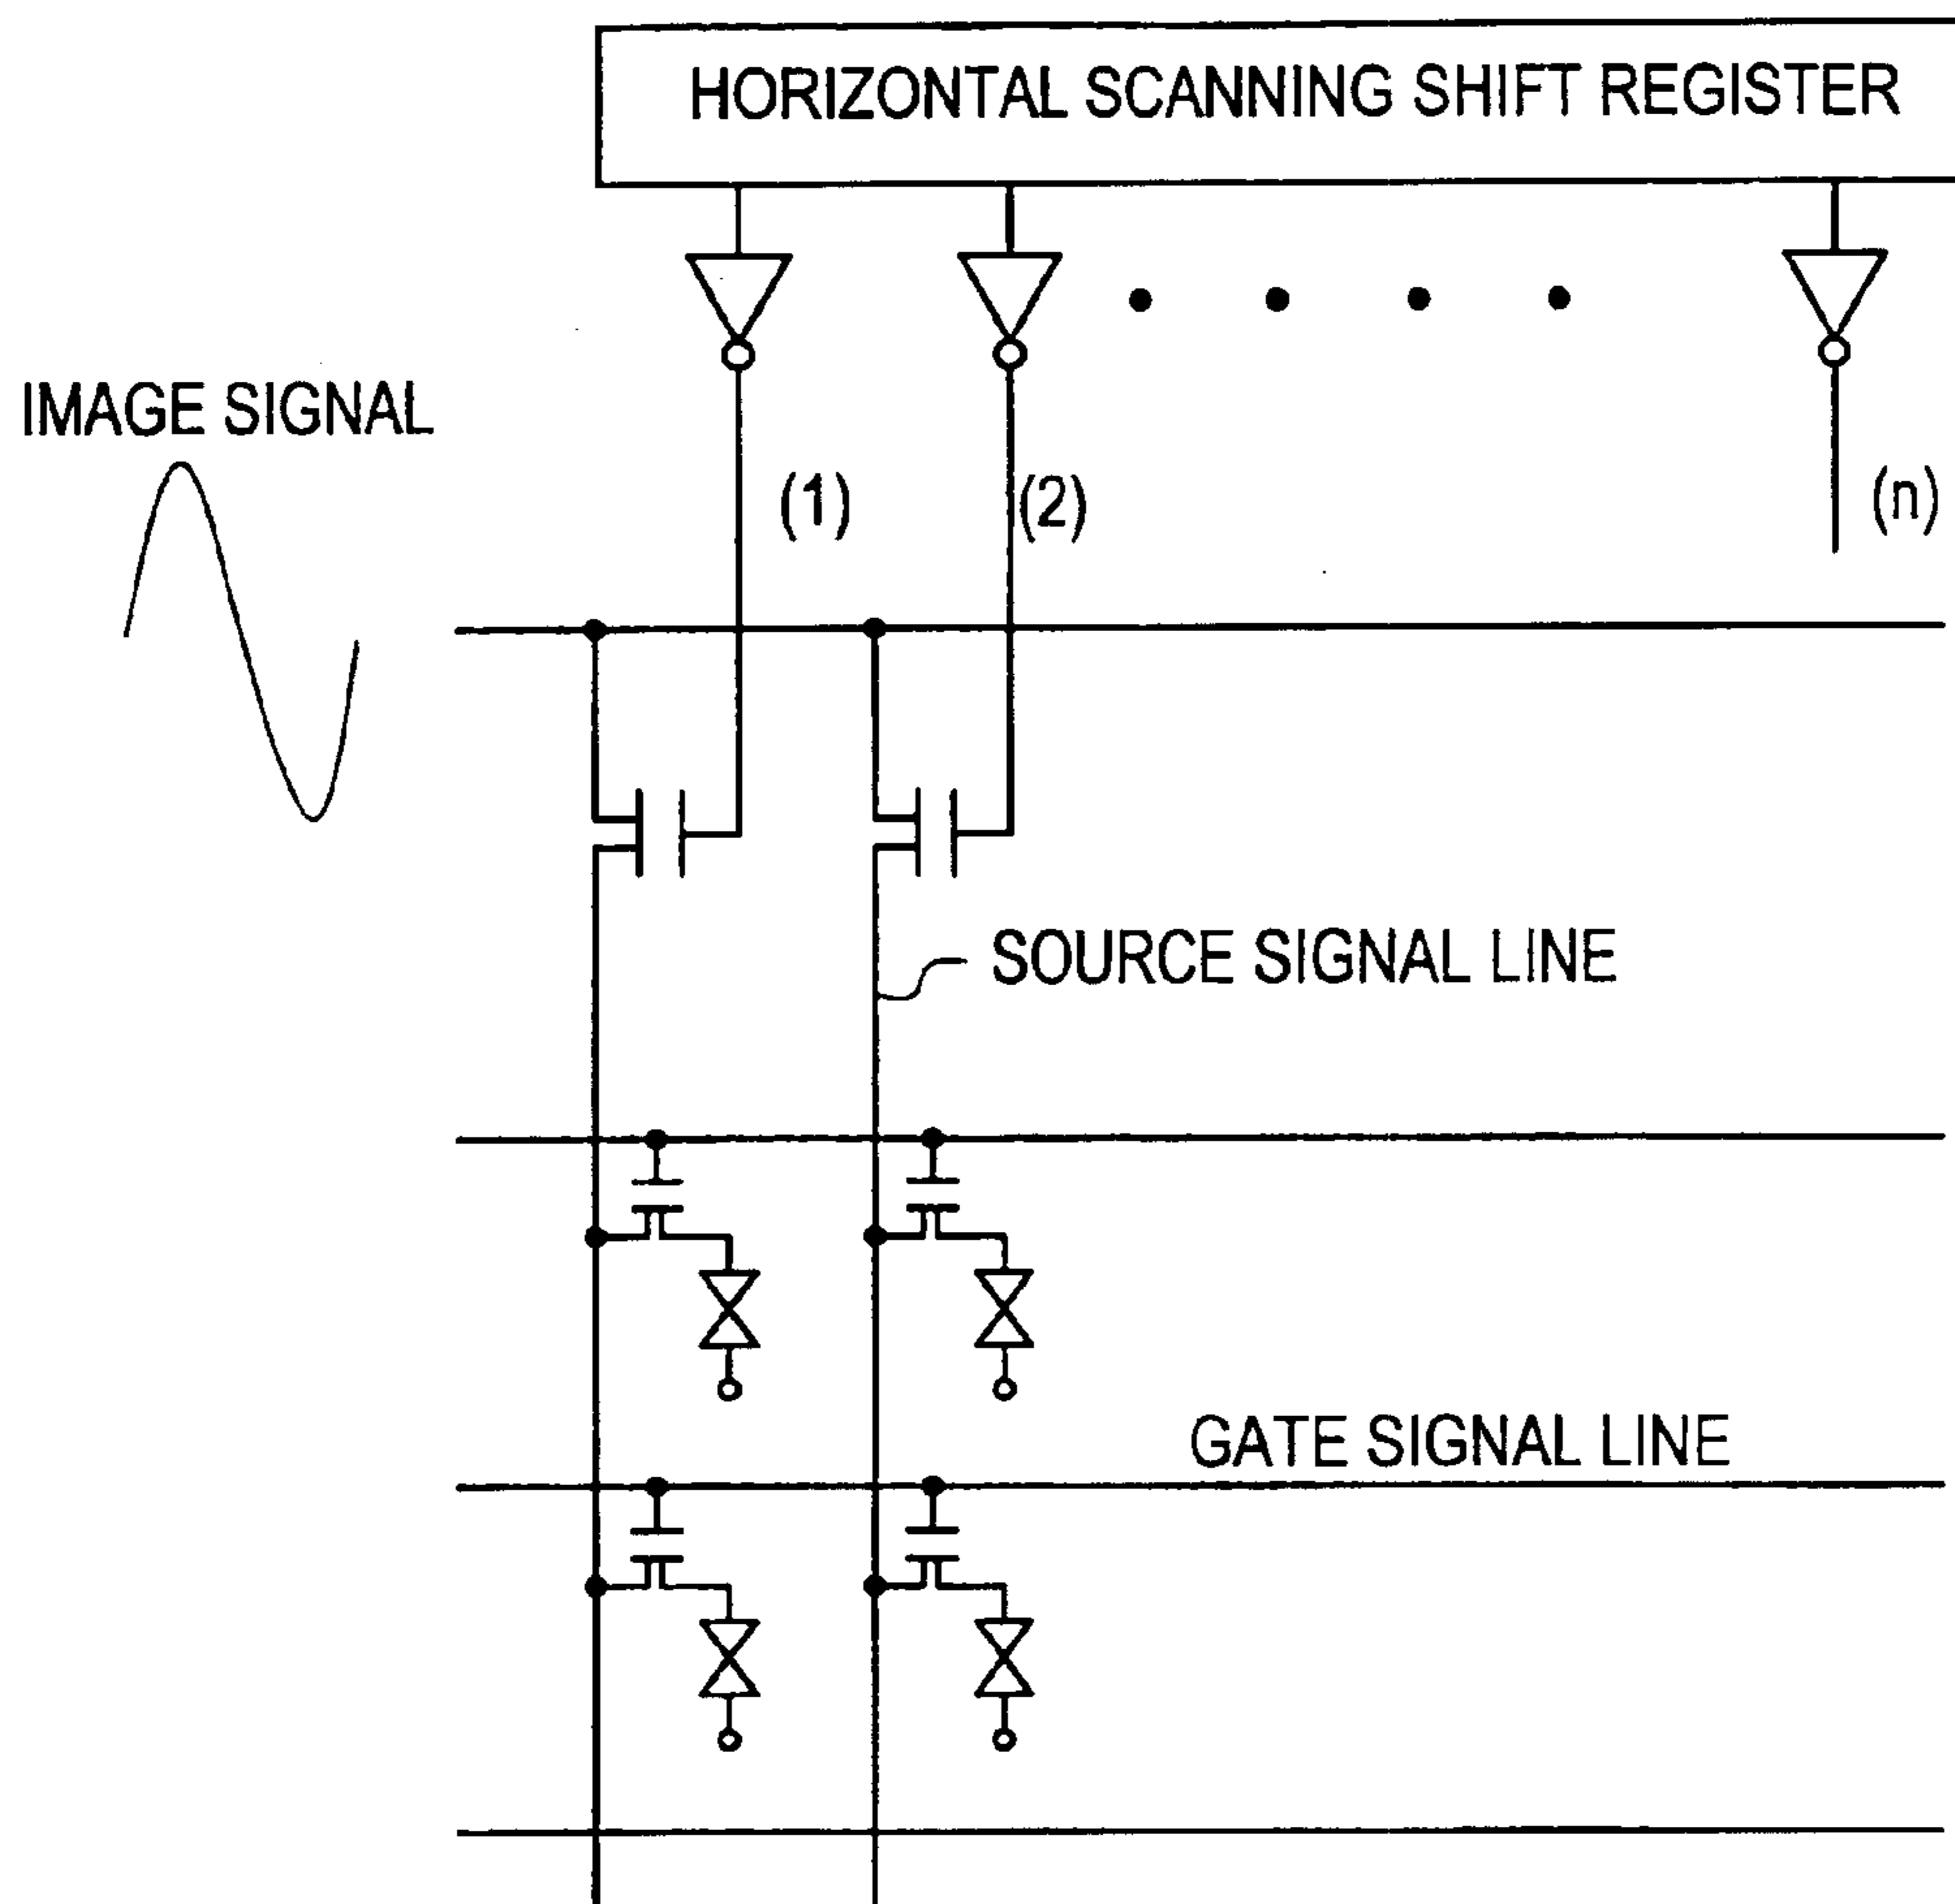 HORIZONTAL SCANNING SHIFT REGISTER
IMAGE SIGNAL
(1)
(2)
(n)
SOURCE SIGNAL LINE
GATE SIGNAL LINE